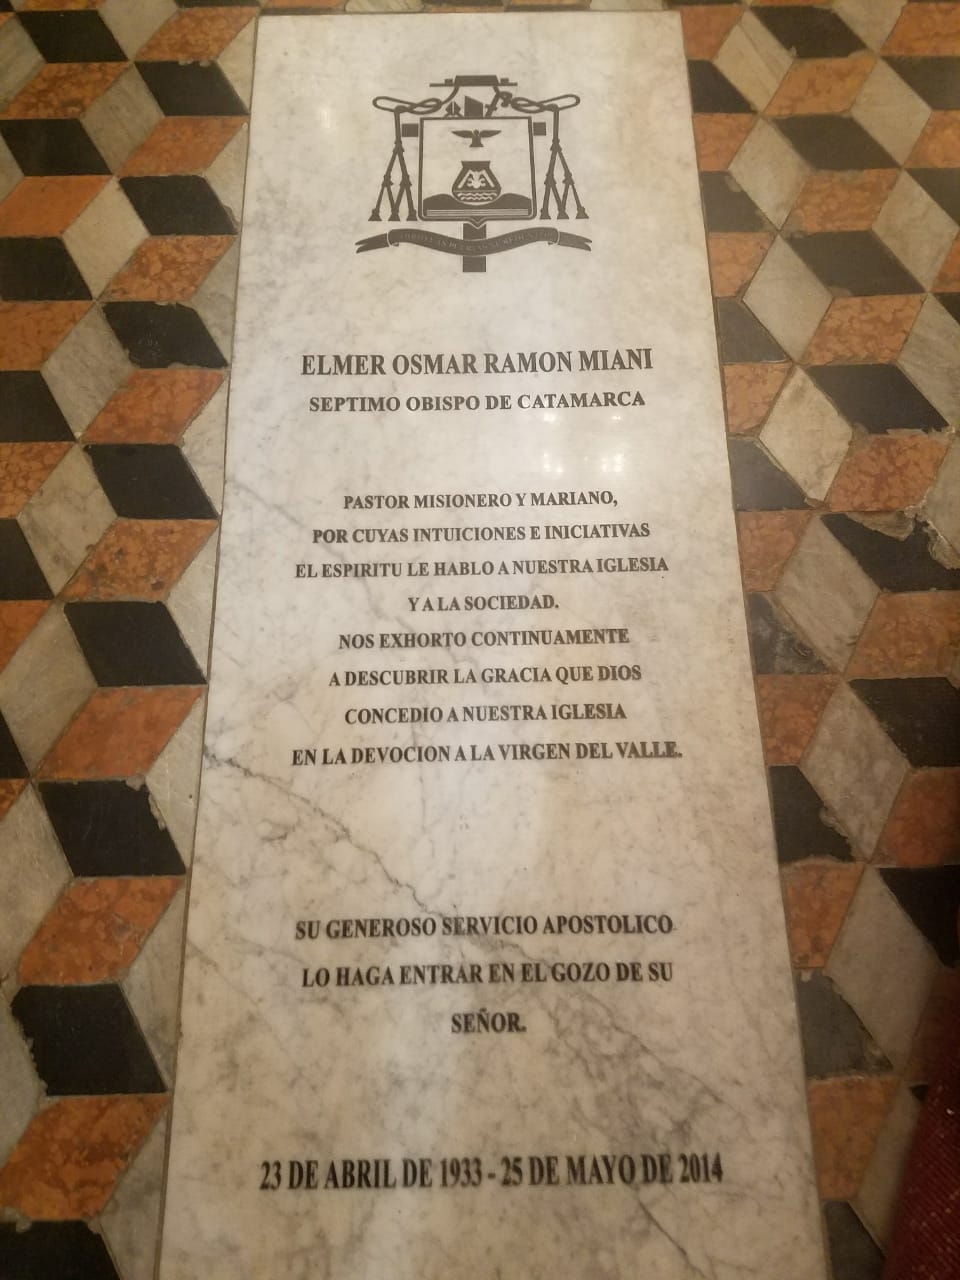 ELMER OSMAR RAMON MIANI
SEPTIMO OBISPO DE CATAMARCA
PASTOR MISIONERO Y MARIANO,
POR CUYAS INTUICIONES E INICIATIVAS
EL ESPIRITU LE HABLO A NUESTRA IGLESIA
Y A LA SOCIEDAD.
NOS EXHORTO CONTINUAMENTE
A DESCUBRIR LA GRACIA QUE DIOS
CONCEDIO A NUESTRA IGLESIA
EN LA DEVOCION A LA VIRGEN DEL VALLE.
SU GENEROSO SERVICIO APOSTOLICO
LO HAGA ENTRAR EN EL GOZO DE SU
SEÑOR.
23 DE ABRIL DE 1933 - 25 DE MAYO DE 2014